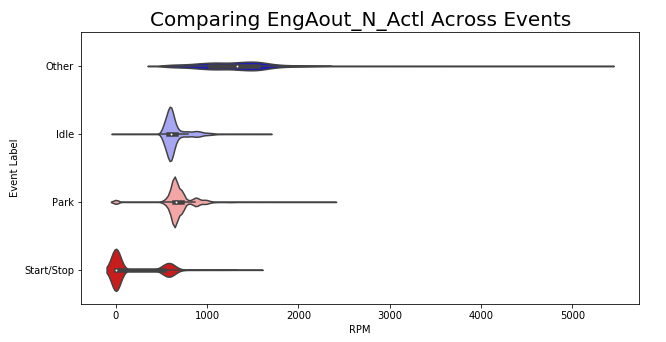 Comparing EngAout_N_Actl Across Events
Event Label
Other
Idle
Park
Start/Stop
0 1000 2000 3000 4000 5000
RPM